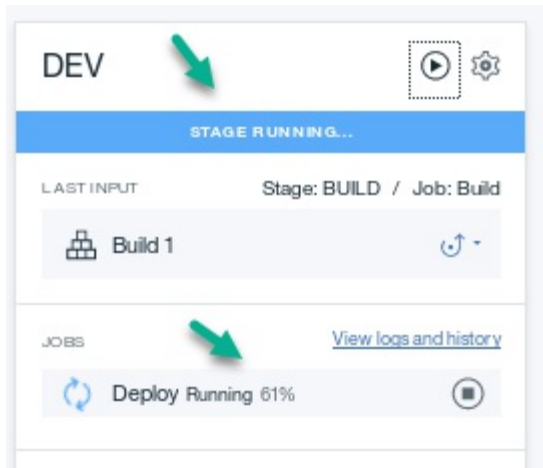 DEV
STAGE RUNNING...
LAST INPUT Stage: BUILD / Job: Build
Build 1
JOBS View logs and history
Deploy Running 61%